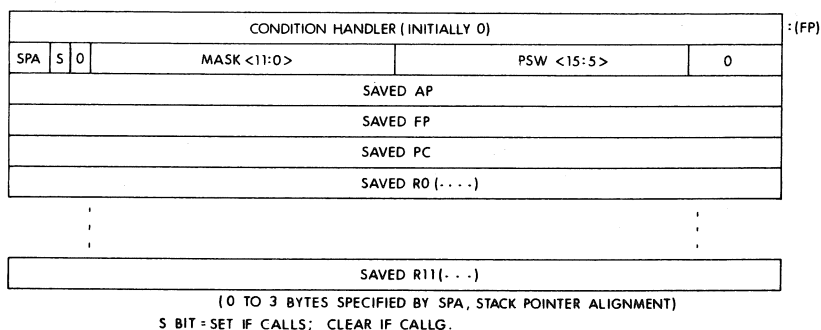 CONDITION HANDLER (INITIALLY 0) :(FP)
SPA S 0 MASK <11:0> PSW <15:5> 0
SAVED AP
SAVED FP
SAVED PC
SAVED R0 (· · · ·)
SAVED R11(· · ·)
(0 TO 3 BYTES SPECIFIED BY SPA, STACK POINTER ALIGNMENT)
S BIT = SET IF CALLS; CLEAR IF CALLG.